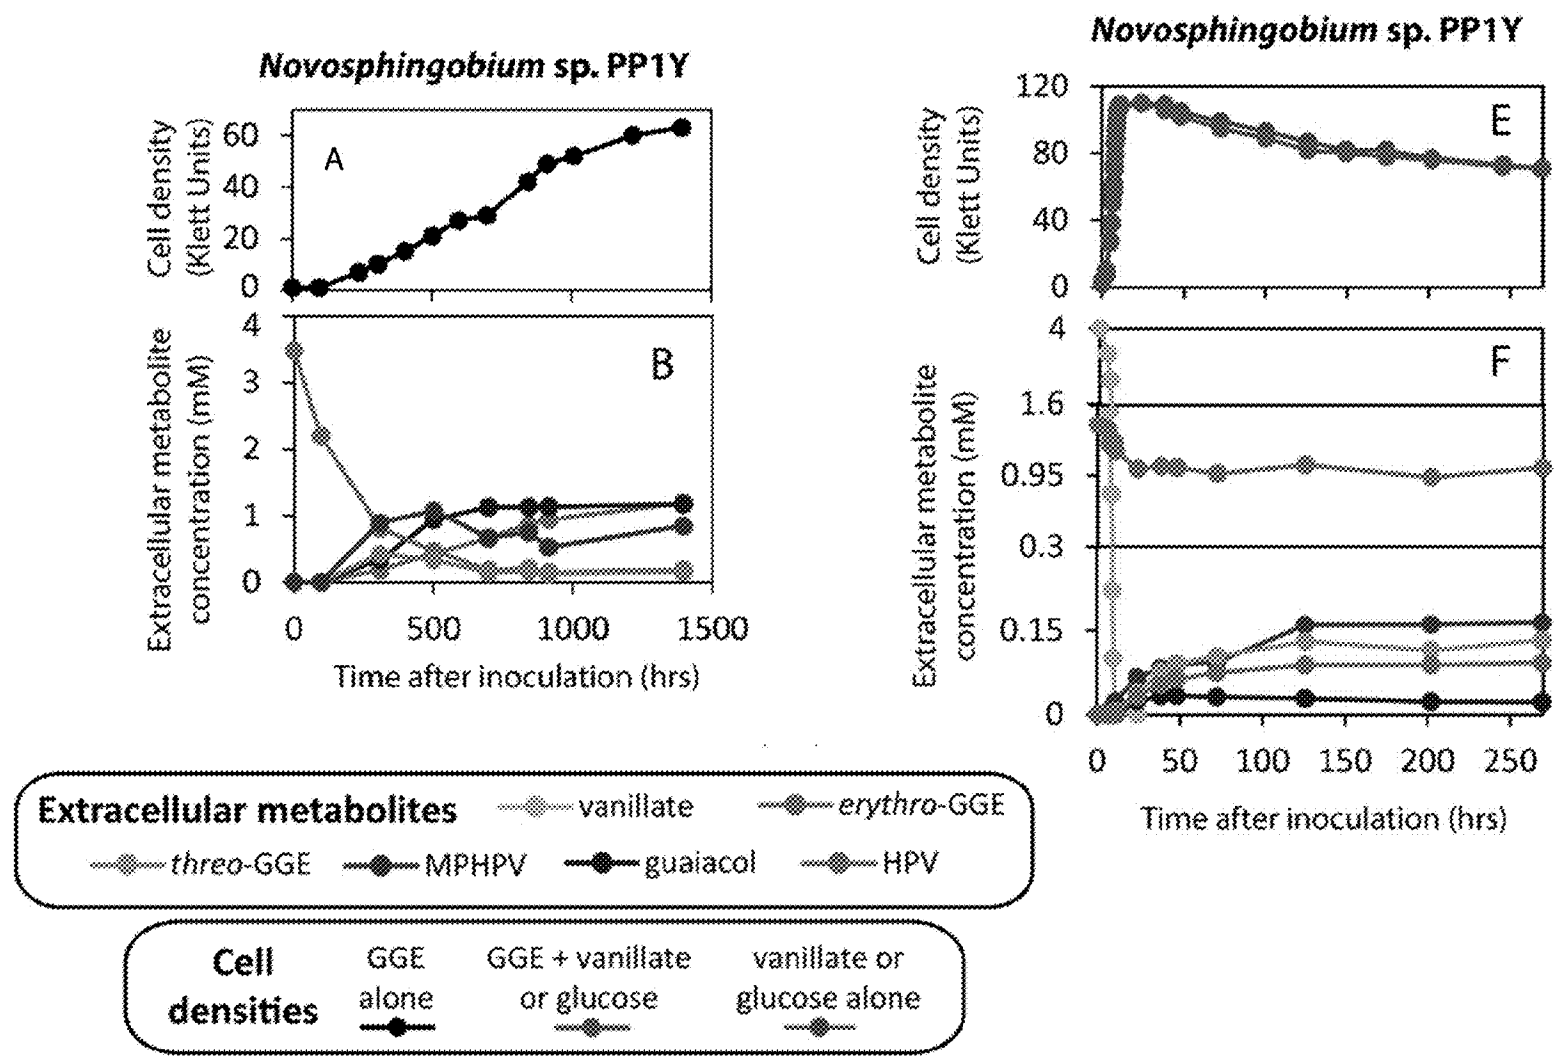 Novosphingobium sp. PP1Y
Cell density
(Klett Units)
60
40
20
0
A
Extracellular metabolite
concentration (mM)
4
3
2
1
0
B
0 500 1000 1500
Time after inoculation (hrs)
Novosphingobium sp. PP1Y
Cell density
(Klett Units)
120
80
40
0
E
Extracellular metabolite
concentration (mM)
4
1.6
0.95
0.3
0.15
0
F
0 50 100 150 200 250
Time after inoculation (hrs)
Extracellular metabolites vanillate erythro-GGE
threo-GGE MPHPV guaiacol HPV
Cell densities
GGE alone
GGE + vanillate or glucose
vanillate or glucose alone